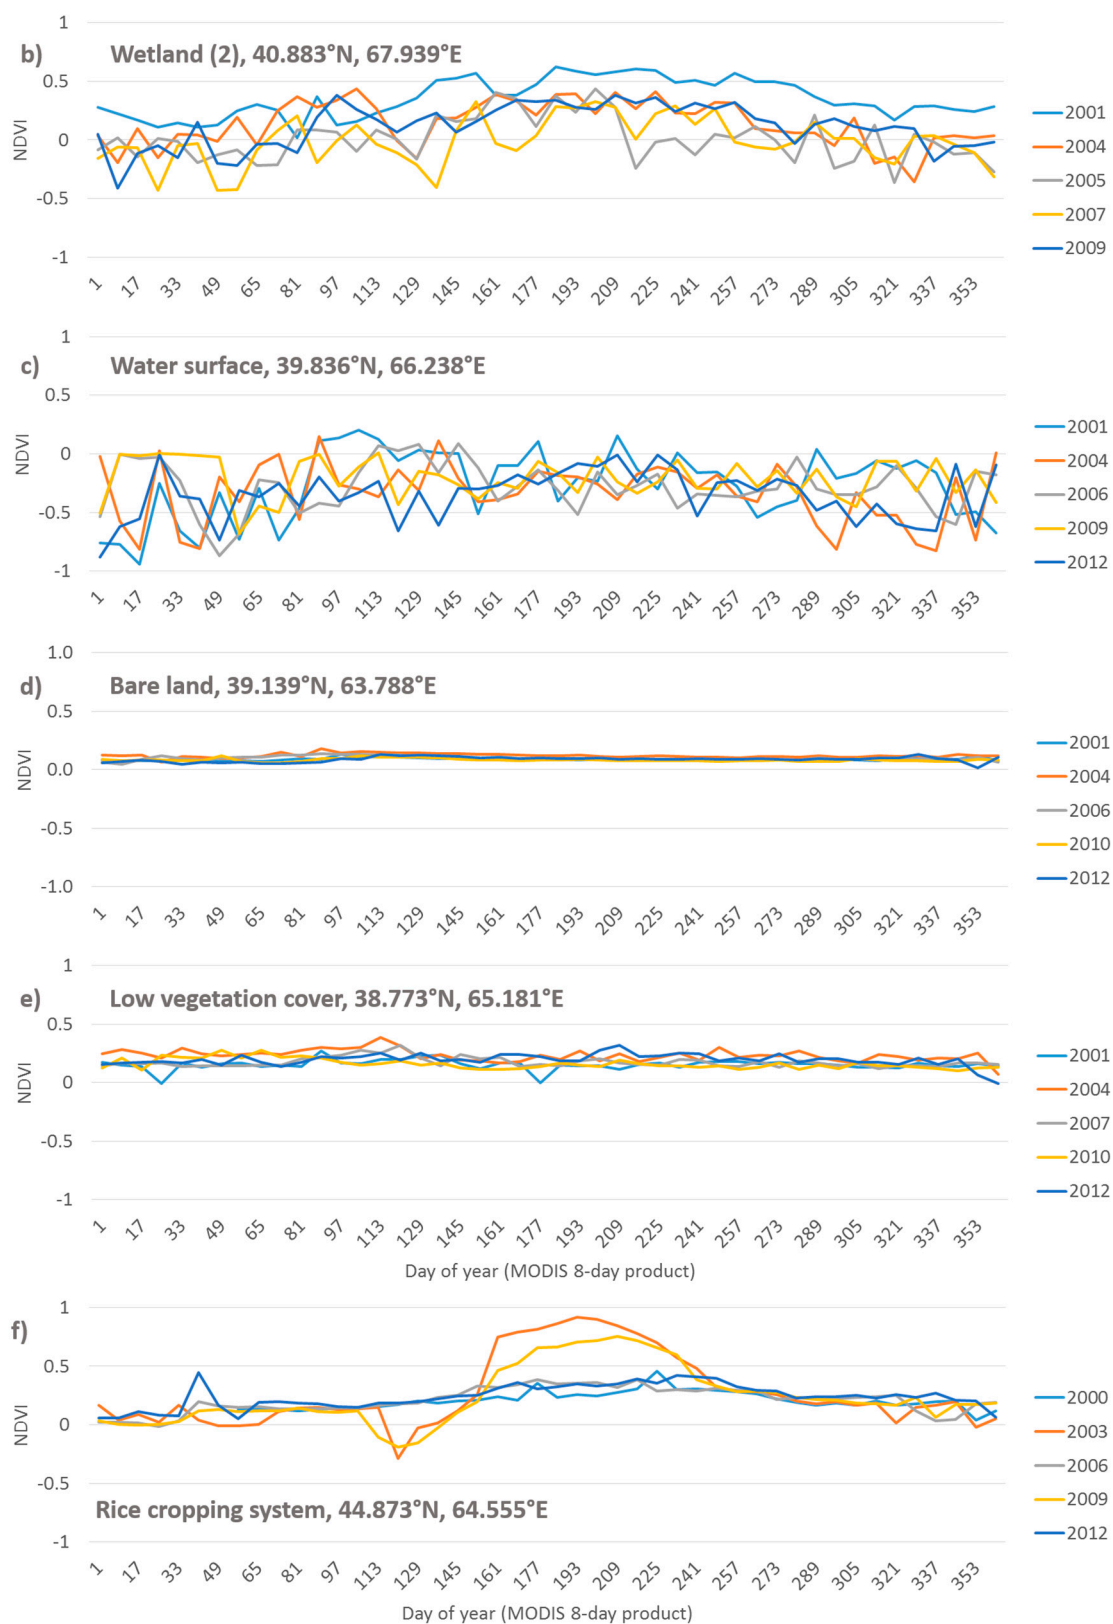 1
b)
Wetland (2), 40.883°N, 67.939°E
0.5
NDVI
0
-0.5
-1
1 17 33 49 65 81 97 113 129 145 161 177 193 209 225 241 257 273 289 305 321 337 353
2001
2004
2005
2007
2009
1
c)
Water surface, 39.836°N, 66.238°E
0.5
NDVI
0
-0.5
-1
1 17 33 49 65 81 97 113 129 145 161 177 193 209 225 241 257 273 289 305 321 337 353
2001
2004
2006
2009
2012
1.0
d)
Bare land, 39.139°N, 63.788°E
0.5
NDVI
0.0
-0.5
-1.0
1 17 33 49 65 81 97 113 129 145 161 177 193 209 225 241 257 273 289 305 321 337 353
2001
2004
2006
2010
2012
1
e)
Low vegetation cover, 38.773°N, 65.181°E
0.5
NDVI
0
-0.5
-1
1 17 33 49 65 81 97 113 129 145 161 177 193 209 225 241 257 273 289 305 321 337 353
Day of year (MODIS 8-day product)
2001
2004
2007
2010
2012
1
f)
0.5
NDVI
0
-0.5
Rice cropping system, 44.873°N, 64.555°E
-1
1 17 33 49 65 81 97 113 129 145 161 177 193 209 225 241 257 273 289 305 321 337 353
Day of year (MODIS 8-day product)
2000
2003
2006
2009
2012